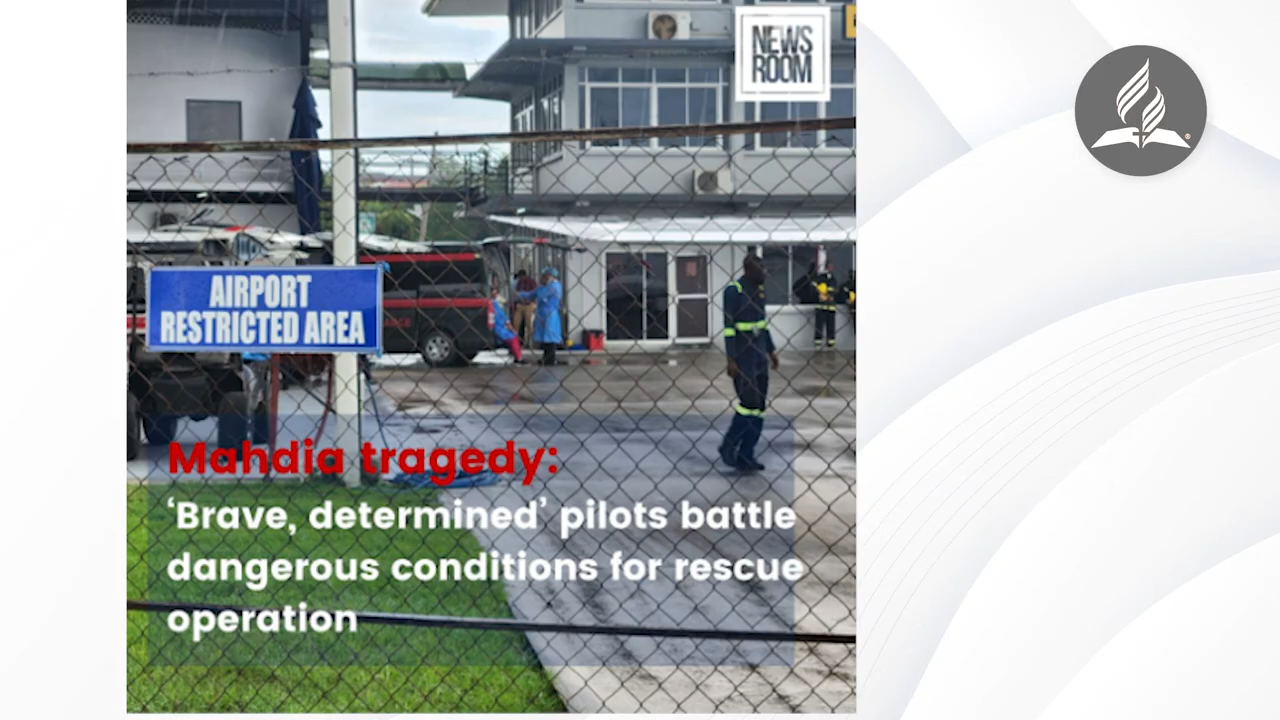 NEWS
ROOM
AIRPORT
RESTRICTED AREA
Mahdia tragedy:
‘Brave, determined’ pilots battle
dangerous conditions for rescue
operation